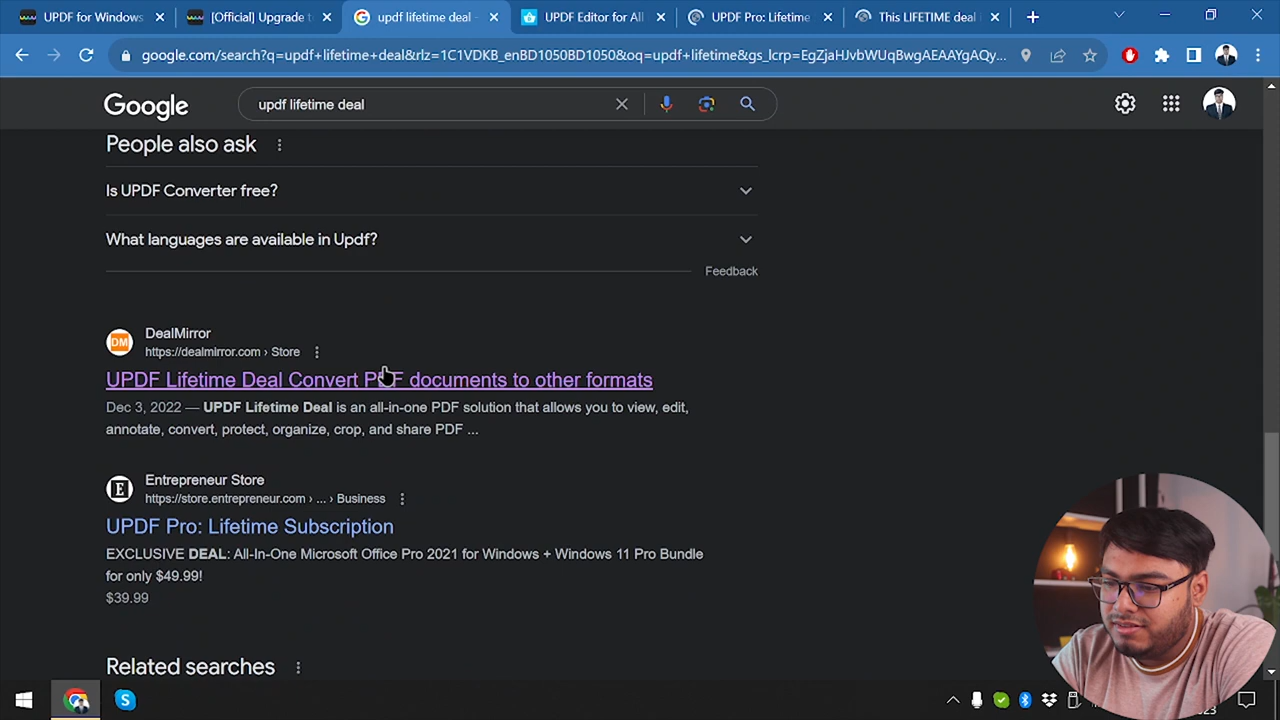 UPDF for Windows
[Official] Upgrade t
updf lifetime deal -
UPDF Editor for All
UPDF Pro: Lifetime
This LIFETIME deal
google.com/search?q=updf+lifetime+deal&rlz=1C1VDKB_enBD1050BD1050&oq=updf+lifetime&gs_lcrp=EgZjaHJvbWUqBwgAEAAYgAQy...
Google
updf lifetime deal
People also ask
Is UPDF Converter free?
What languages are available in Updf?
Feedback
DM
DealMirror
https://dealmirror.com › Store
UPDF Lifetime Deal Convert PDF documents to other formats
Dec 3, 2022 — UPDF Lifetime Deal is an all-in-one PDF solution that allows you to view, edit,
annotate, convert, protect, organize, crop, and share PDF ...
E
Entrepreneur Store
https://store.entrepreneur.com › ... › Business
UPDF Pro: Lifetime Subscription
EXCLUSIVE DEAL: All-In-One Microsoft Office Pro 2021 for Windows + Windows 11 Pro Bundle
for only $49.99!
$39.99
Related searches